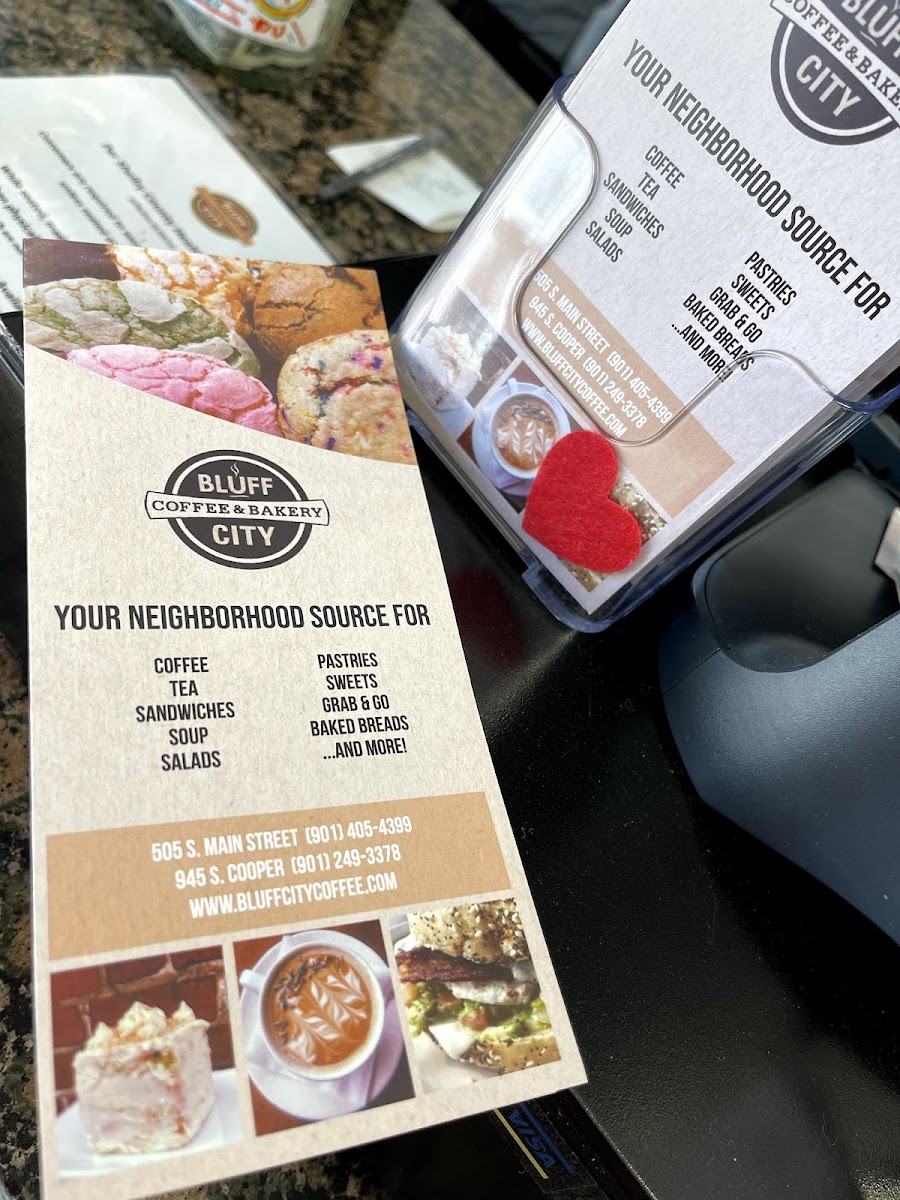 BLUFF
COFFEE & BAKERY
CITY
YOUR NEIGHBORHOOD SOURCE FOR
COFFEE
TEA
SANDWICHES
SOUP
SALADS
PASTRIES
SWEETS
GRAB & GO
BAKED BREADS
...AND MORE!
505 S. MAIN STREET (901) 405-4399
945 S. COOPER (901) 249-3378
WWW.BLUFFCITYCOFFEE.COM
BLUFF
COFFEE & BAKERY
CITY
YOUR NEIGHBORHOOD SOURCE FOR
COFFEE
TEA
SANDWICHES
SOUP
SALADS
PASTRIES
SWEETS
GRAB & GO
BAKED BREADS
...AND MORE!
505 S. MAIN STREET (901) 405-4399
945 S. COOPER (901) 249-3378
WWW.BLUFFCITYCOFFEE.COM
VISA